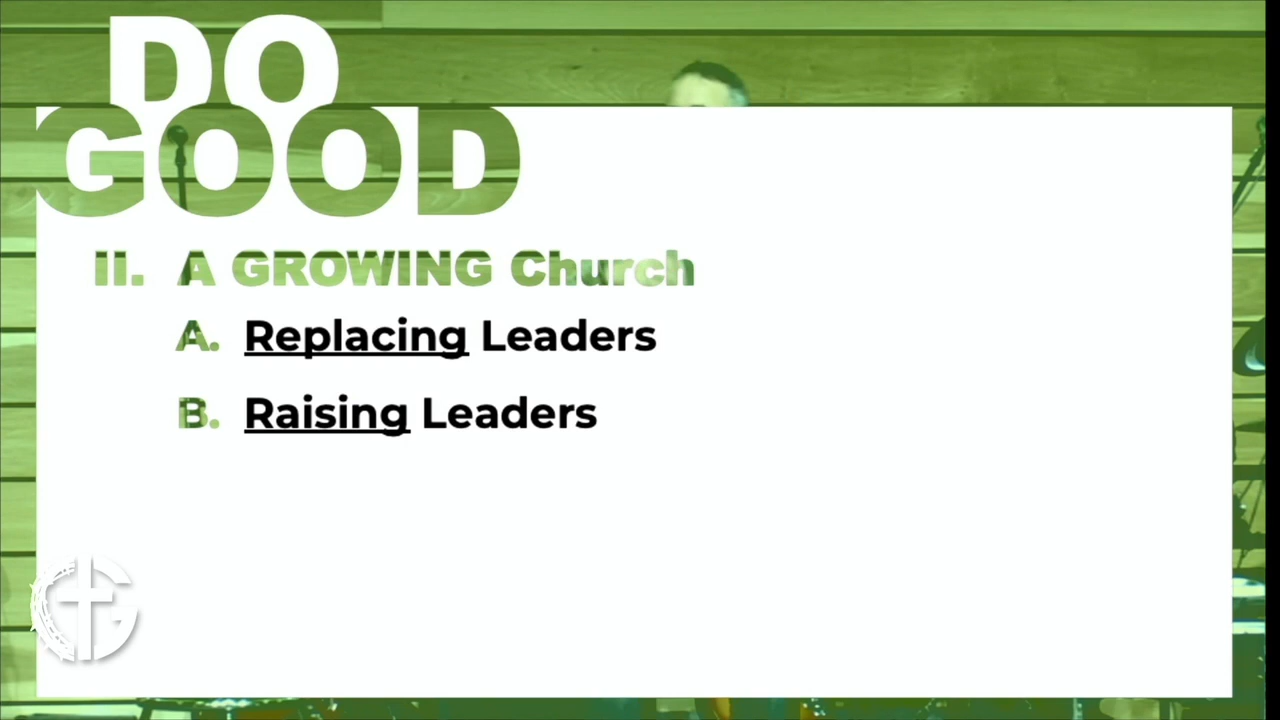 DO
GOOD
II. A GROWING Church
A. Replacing Leaders
B. Raising Leaders